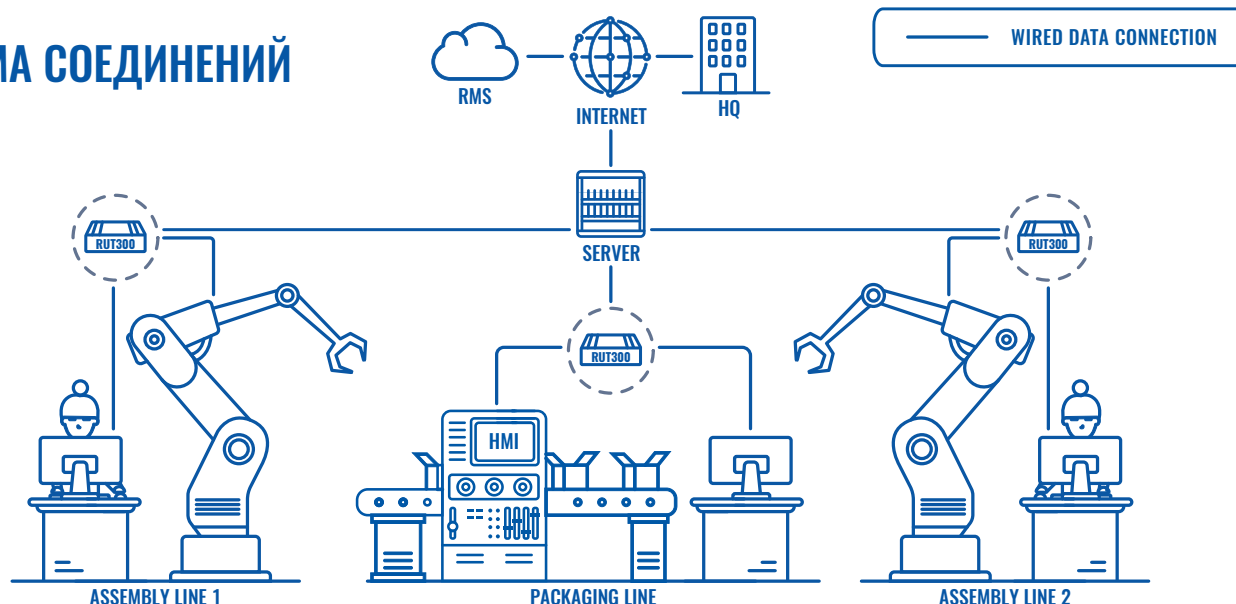 МА СОЕДИНЕНИЙ
WIRED DATA CONNECTION
RMS
INTERNET
HQ
SERVER
RUT300
RUT300
RUT300
HMI
ASSEMBLY LINE 1
PACKAGING LINE
ASSEMBLY LINE 2